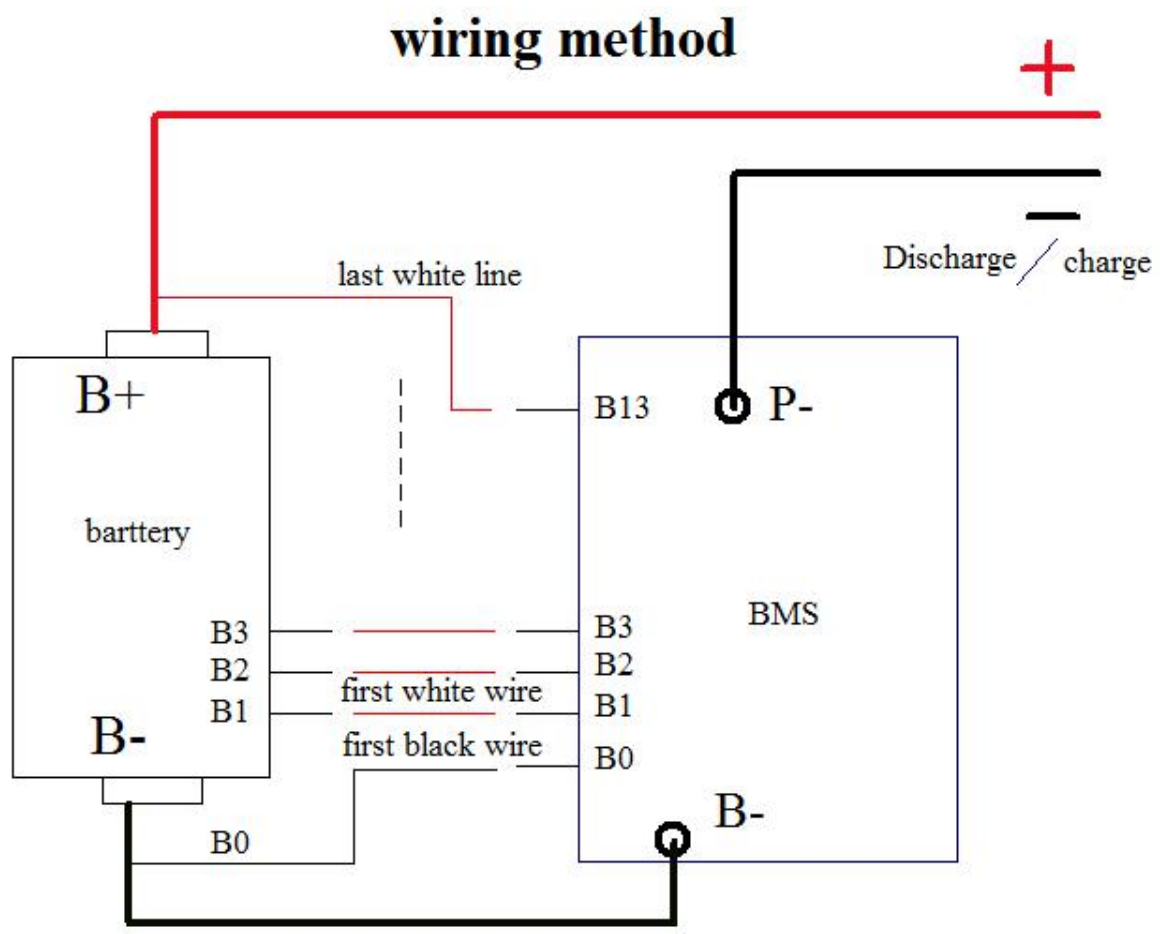 wiring method
+
-
Discharge / charge
last white line
B+
B13
P-
barttery
BMS
B3
B3
B2
B2
first white wire
B1
B1
B-
first black wire
B0
B-
B0